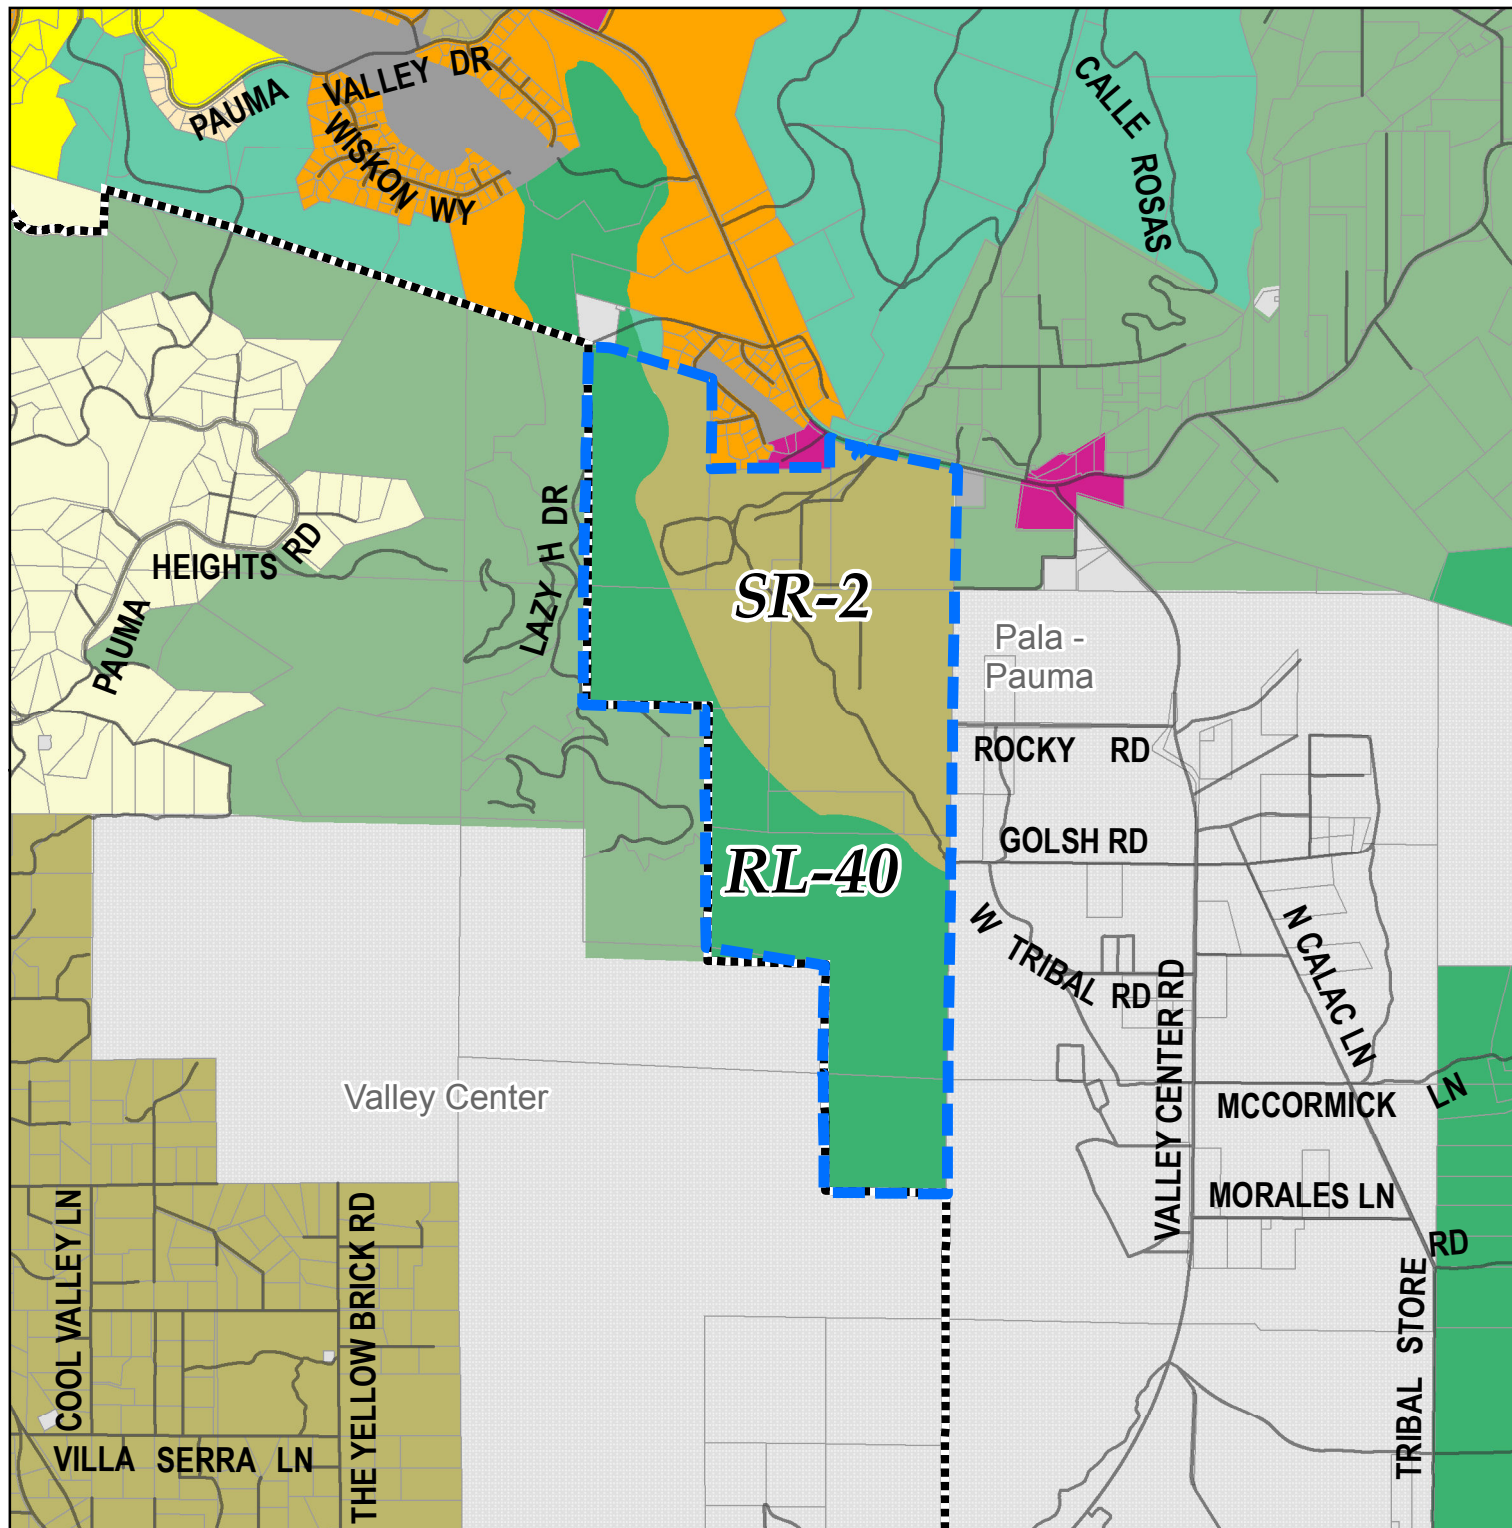 PAUMA VALLEY DR
WISKON WY
CALLE ROSAS
LAZY H DR
HEIGHTS RD
PAUMA
SR-2
Pala -
Pauma
ROCKY RD
GOLSH RD
RL-40
W TRIBAL RD
N CALAC LN
VALLEY CENTER RD
Valley Center
MCCORMICK LN
MORALES LN
COOL VALLEY LN
THE YELLOW BRICK RD
TRIBAL STORE RD
VILLA SERRA LN